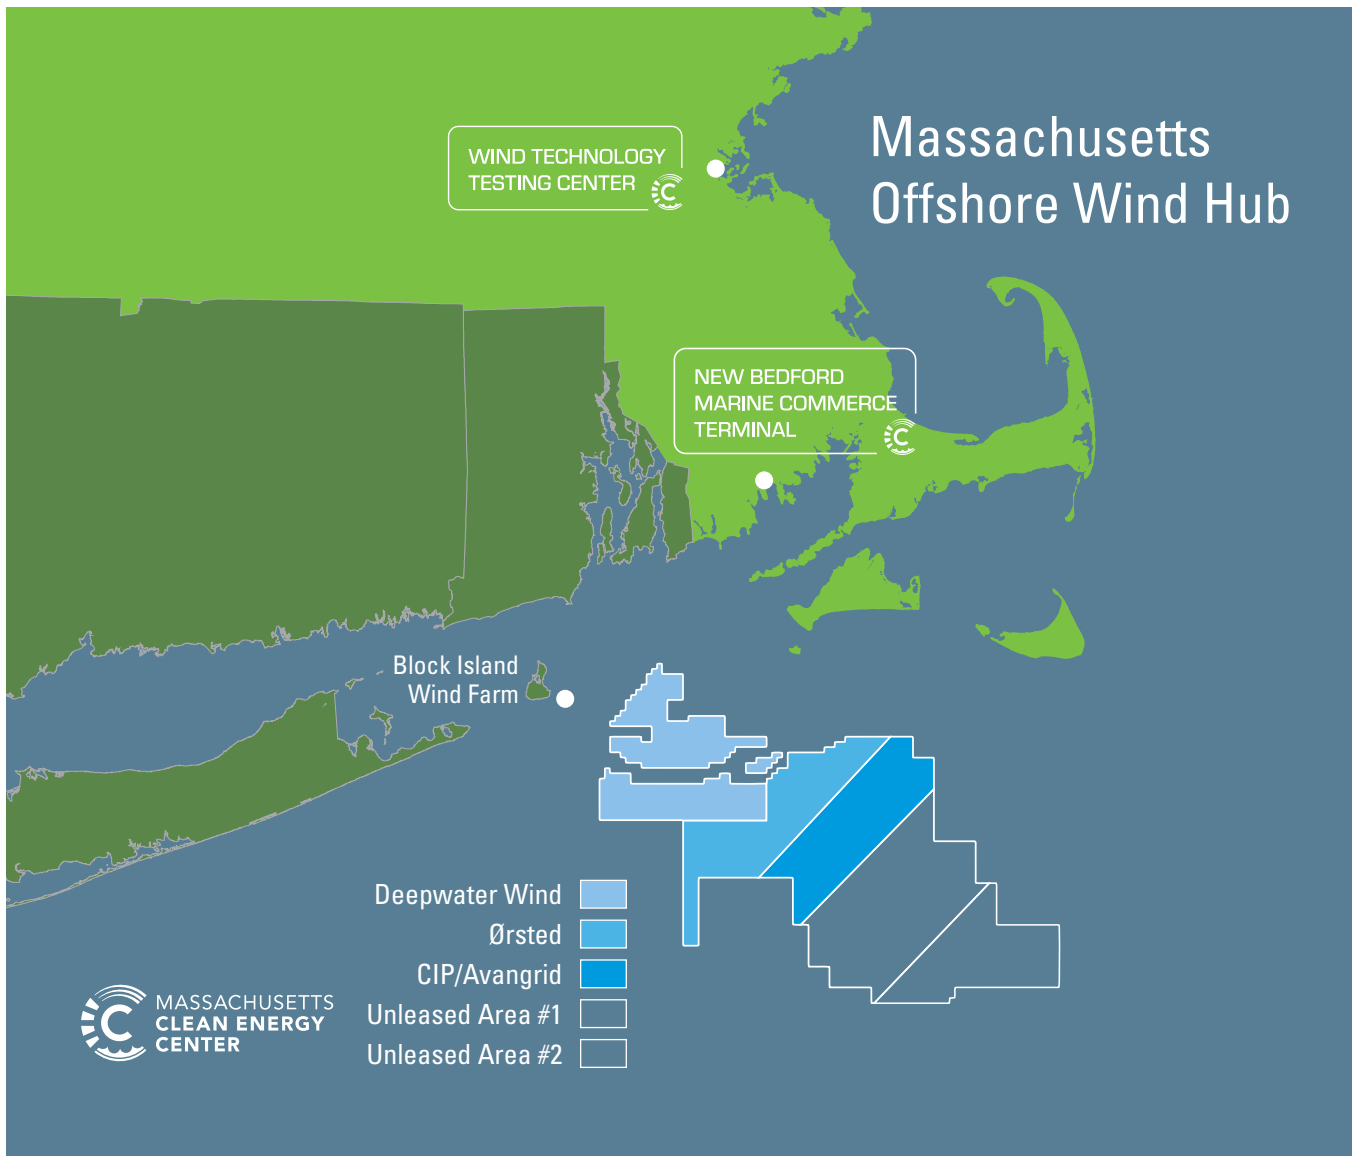 Massachusetts
Offshore Wind Hub
WIND TECHNOLOGY
TESTING CENTER
C
NEW BEDFORD
MARINE COMMERCE
TERMINAL
C
Block Island
Wind Farm
Deepwater Wind
Ørsted
CIP/Avangrid
Unleased Area #1
Unleased Area #2
C
MASSACHUSETTS
CLEAN ENERGY
CENTER